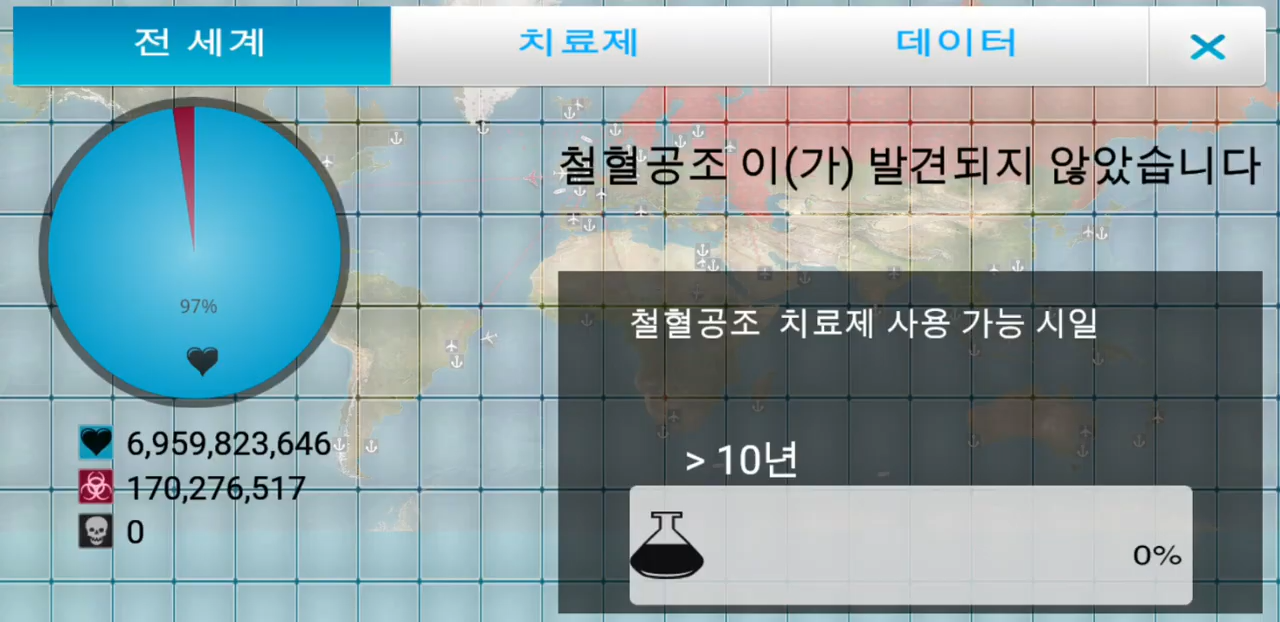 전 세계
치료제
데이터
97%
6,959,823,646
170,276,517
0
철혈공조 이(가) 발견되지 않았습니다
철혈공조 치료제 사용 가능 시일
> 10년
0%